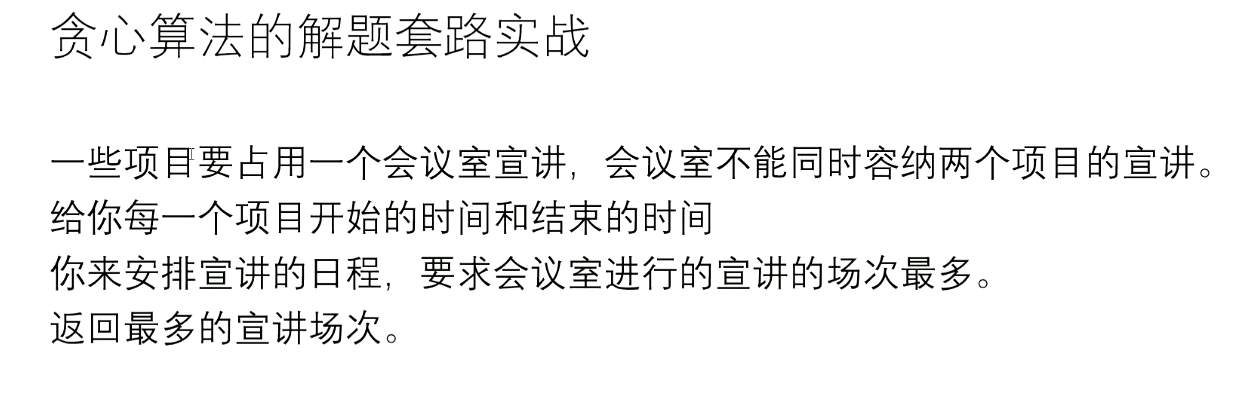 贪心算法的解题套路实战
一些项目要占用一个会议室宣讲，会议室不能同时容纳两个项目的宣讲。
给你每一个项目开始的时间和结束的时间
你来安排宣讲的日程，要求会议室进行的宣讲的场次最多。
返回最多的宣讲场次。